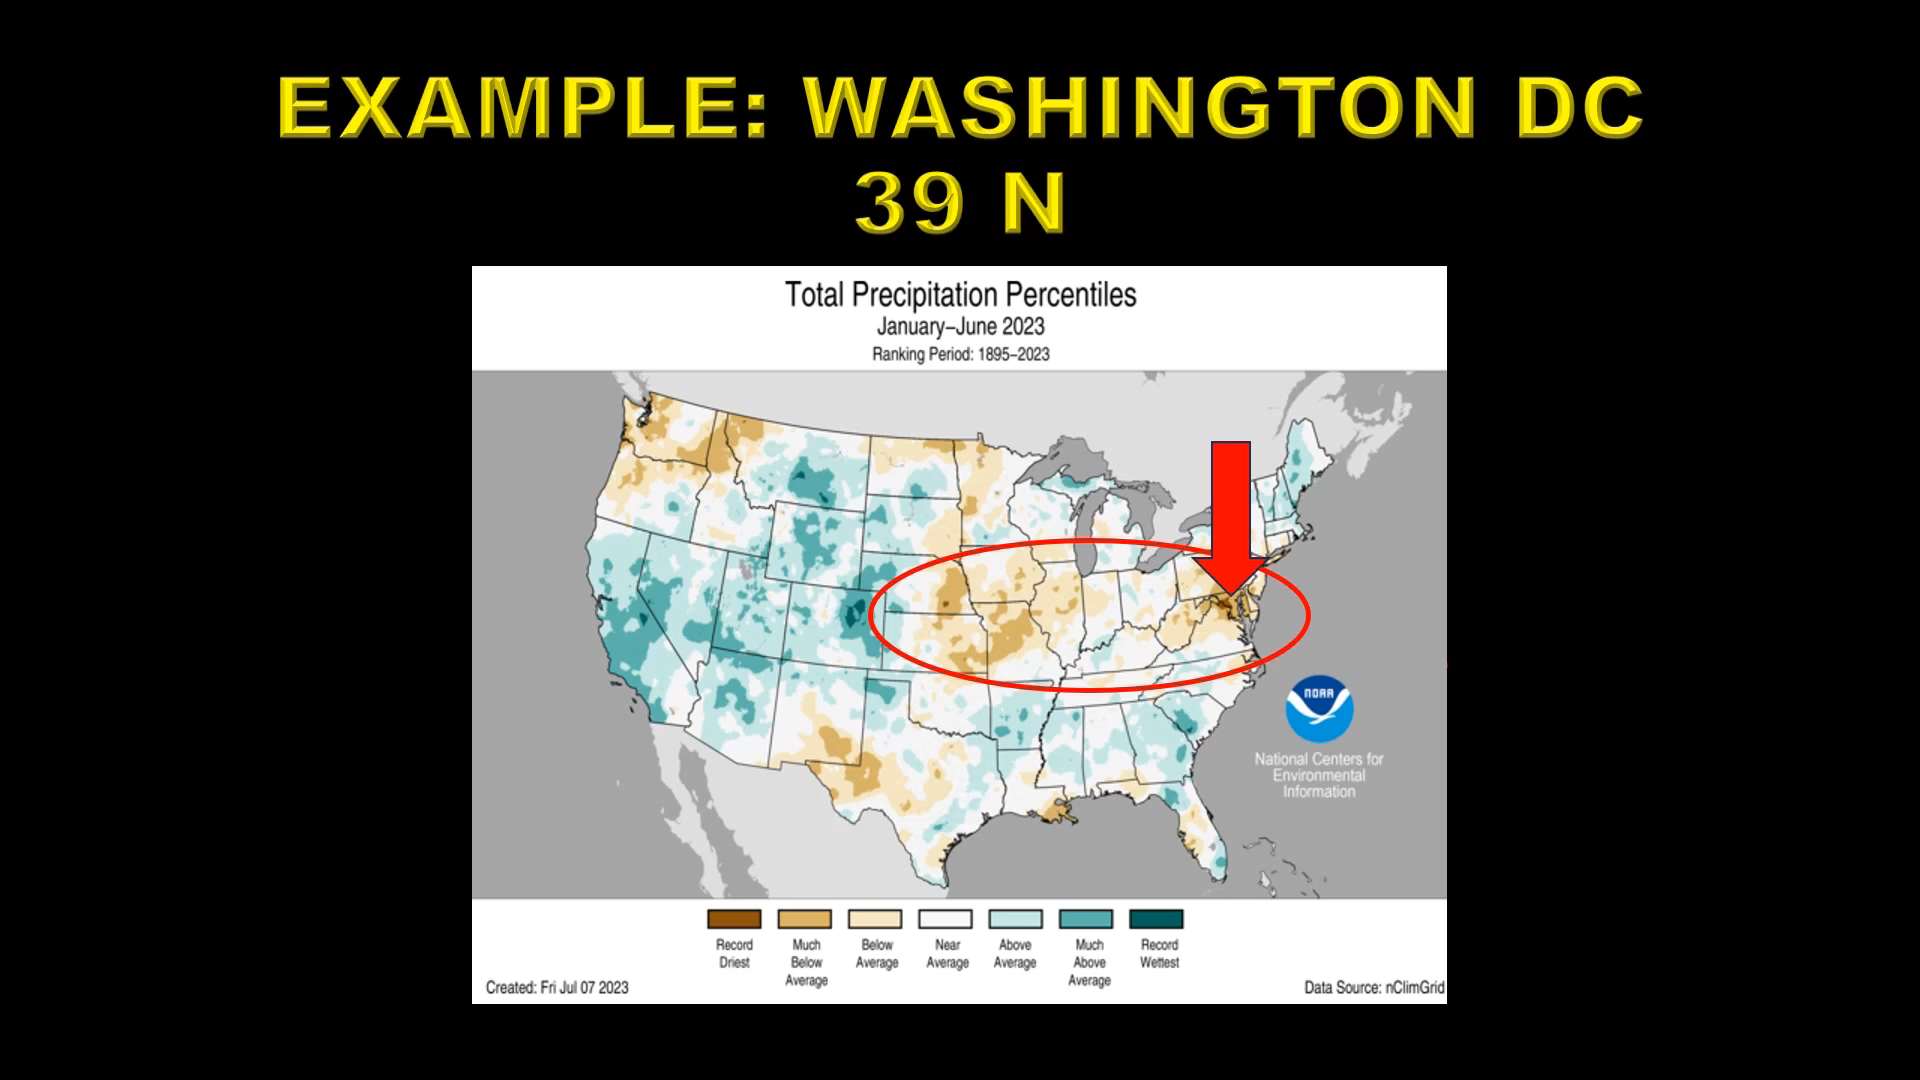 EXAMPLE: WASHINGTON DC
39 N
Total Precipitation Percentiles
January–June 2023
Ranking Period: 1895–2023
NOAA
National Centers for
Environmental
Information
Record
Driest
Much
Below
Average
Below
Average
Near
Average
Above
Average
Much
Above
Average
Record
Wettest
Created: Fri Jul 07 2023
Data Source: nClimGrid